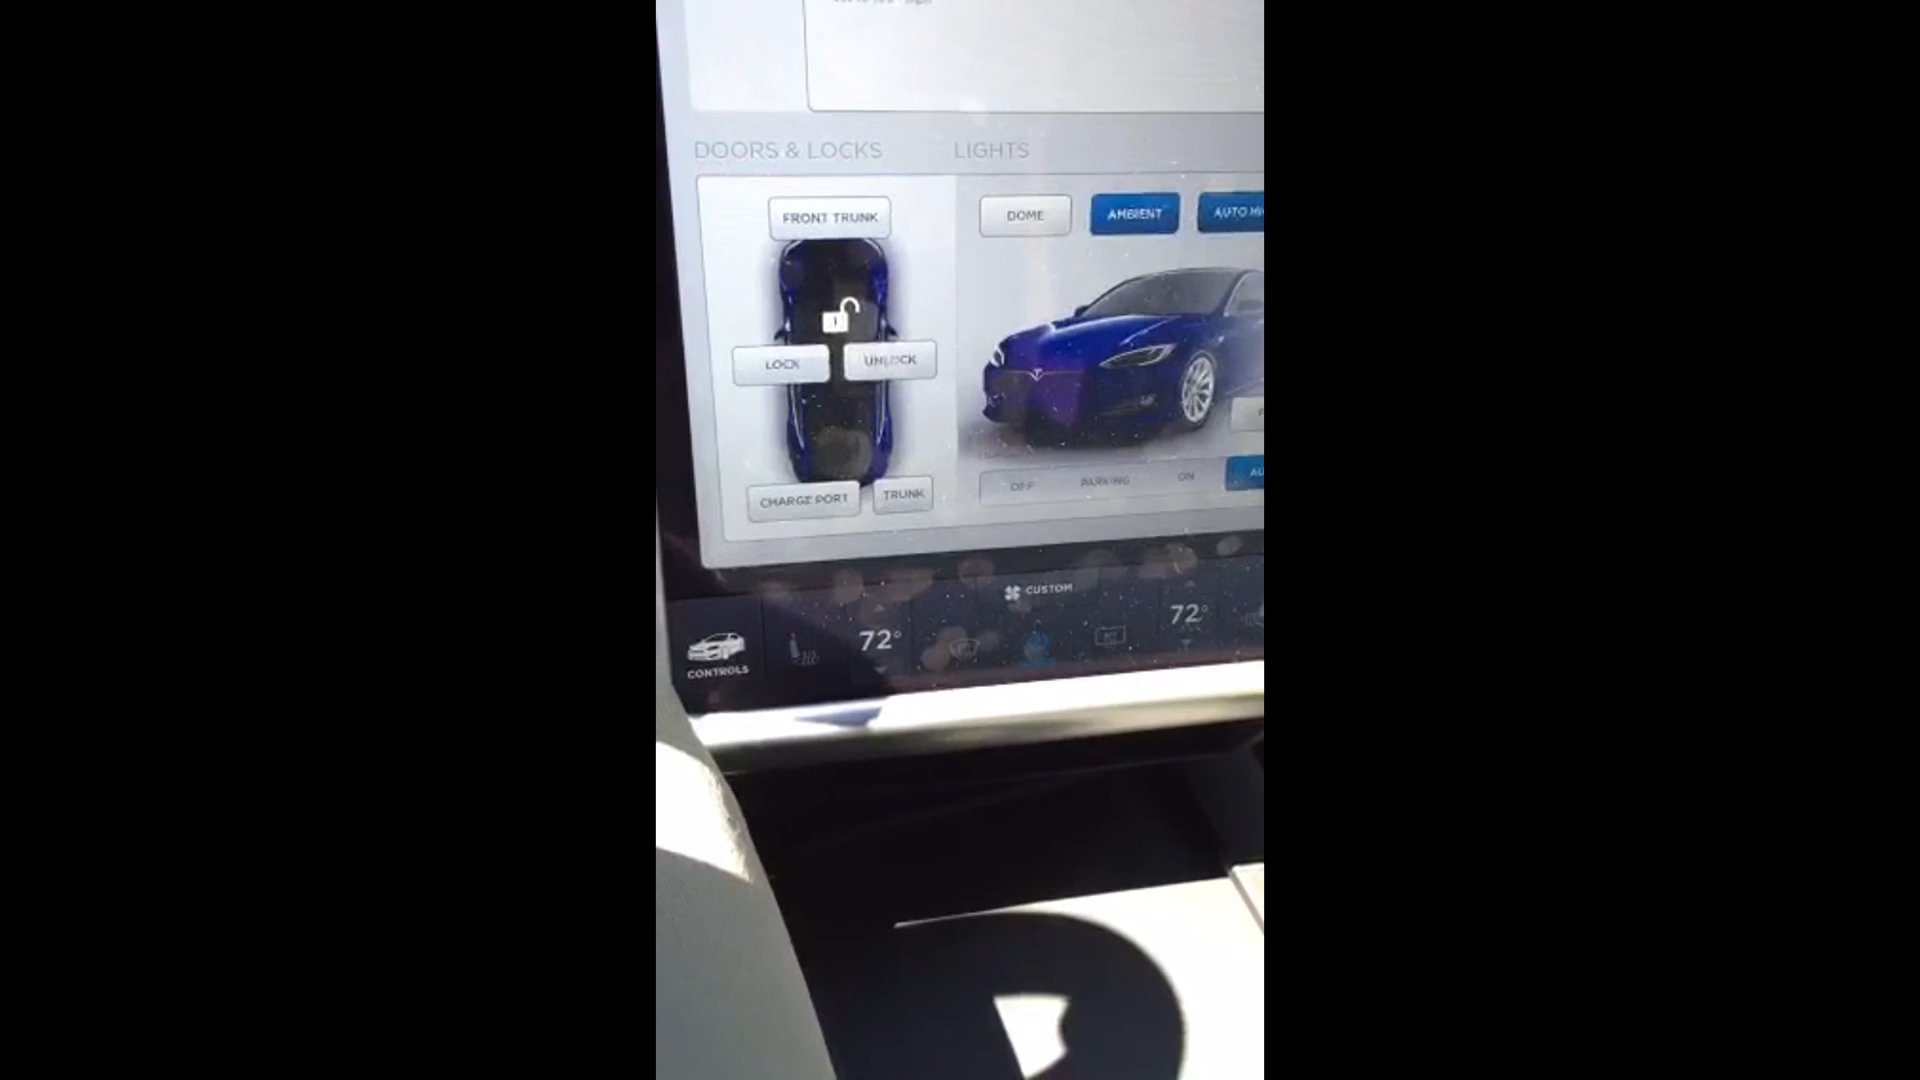 DOORS & LOCKS
LIGHTS
FRONT TRUNK
DOME
AMBIENT
AUTO
LOCK
UNLOCK
CHARGE PORT
TRUNK
OFF
PARKING
ON
CUSTOM
72°
72°
CONTROLS